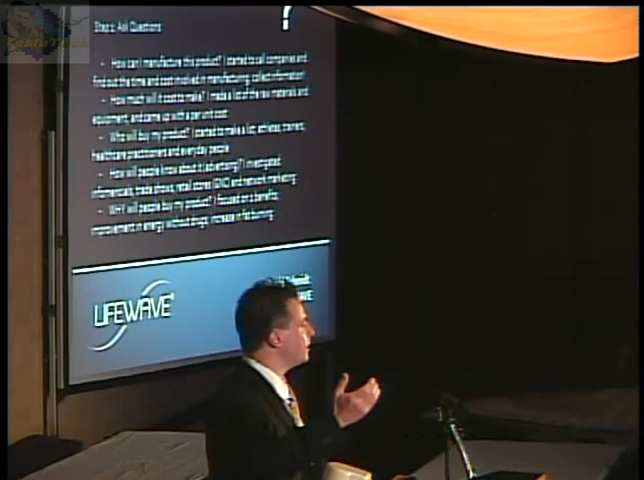 Step 2: Ask Questions
?
- How can I manufacture this product? I started to call companies and
find out the time and cost involved in manufacturing; collect information!
- How much will it cost to make? I made a list of the raw materials and
equipment, and came up with a per unit cost
- Who will buy my product? I started to make a list; athletes, trainers,
healthcare practitioners and everyday people
- How will people know about it (advertising)? I investigated
infomercials, trade shows, retail stores (GNC) and network marketing
- WHY will people buy my product? I focused on a benefits;
improvement in energy without drugs; increase in fat burning
LIFEWAVE